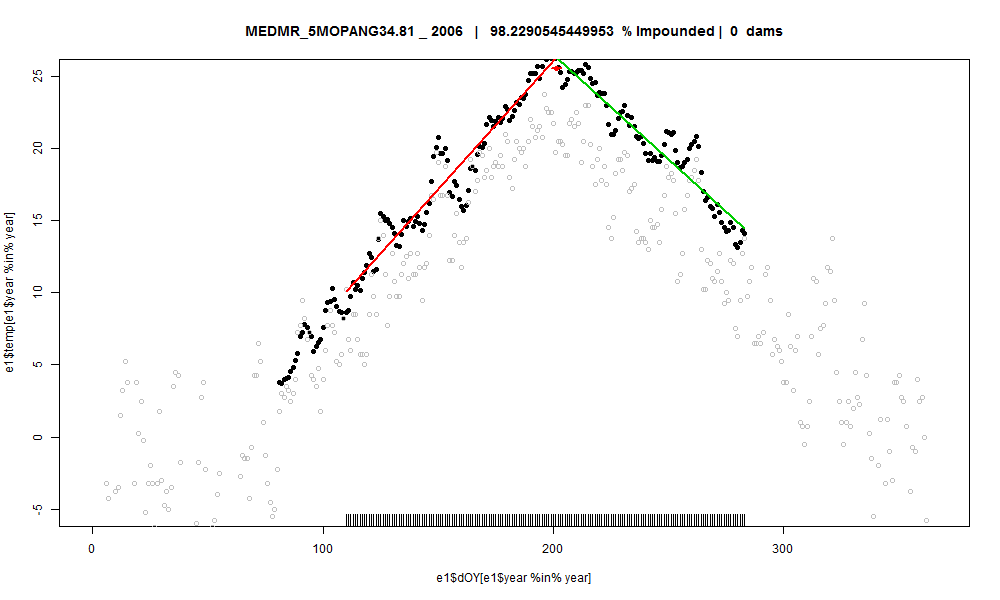 MEDMR_5MOPANG34.81 _ 2006 | 98.2290545449953 % Impounded | 0 dams
e1$temp[e1$year %in% year]
25
20
15
10
5
0
-5
0 100 200 300
e1$dOY[e1$year %in% year]